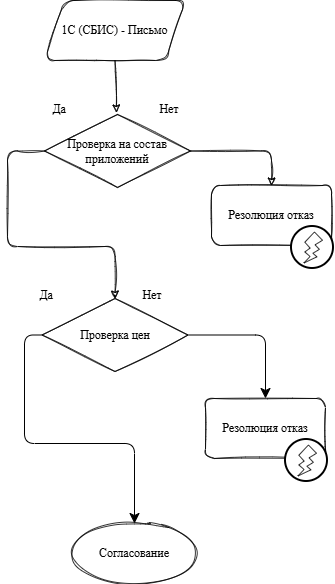 1С (СБИС) - Письмо
Да
Нет
Проверка на состав
приложений
Резолюция отказ
Да
Нет
Проверка цен
Резолюция отказ
Согласование